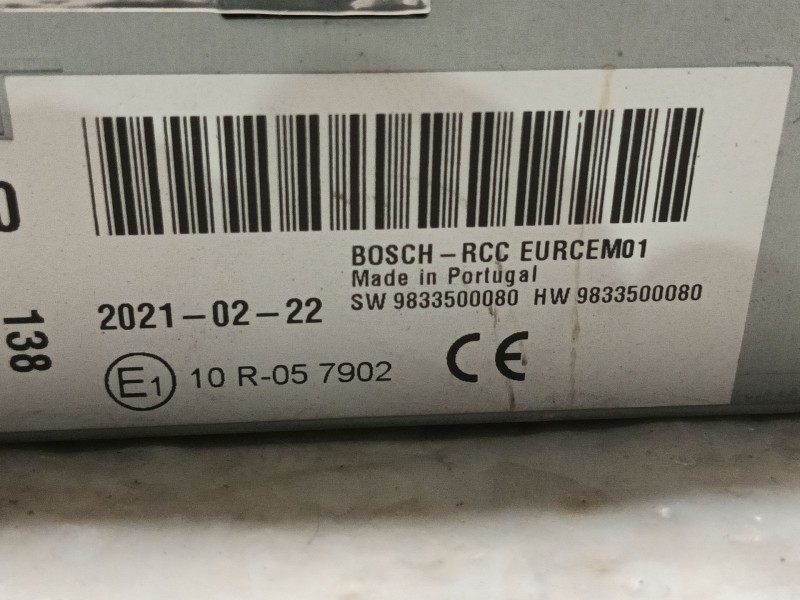 BOSCH – RCC EURCEM01
Made in Portugal
SW 9833500080 HW 9833500080
2021–02–22
138
E1 10 R-05 7902
CE